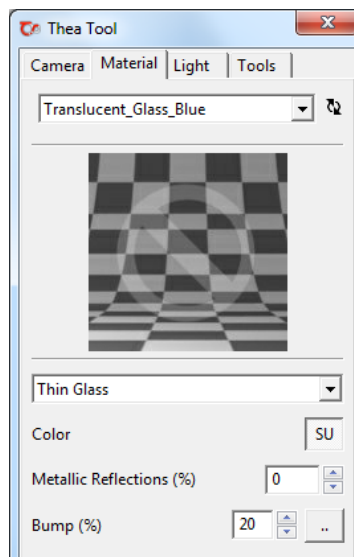 Thea Tool
Camera Material Light Tools
Translucent_Glass_Blue
Thin Glass
Color SU
Metallic Reflections (%) 0
Bump (%) 20 ..